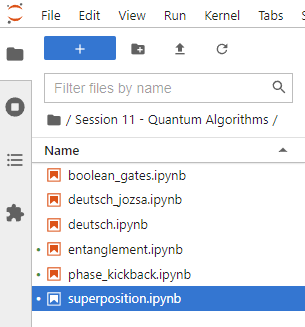 File Edit View Run Kernel Tabs
Filter files by name
/ Session 11 - Quantum Algorithms /
Name
boolean_gates.ipynb
deutsch_jozsa.ipynb
deutsch.ipynb
entanglement.ipynb
phase_kickback.ipynb
superposition.ipynb